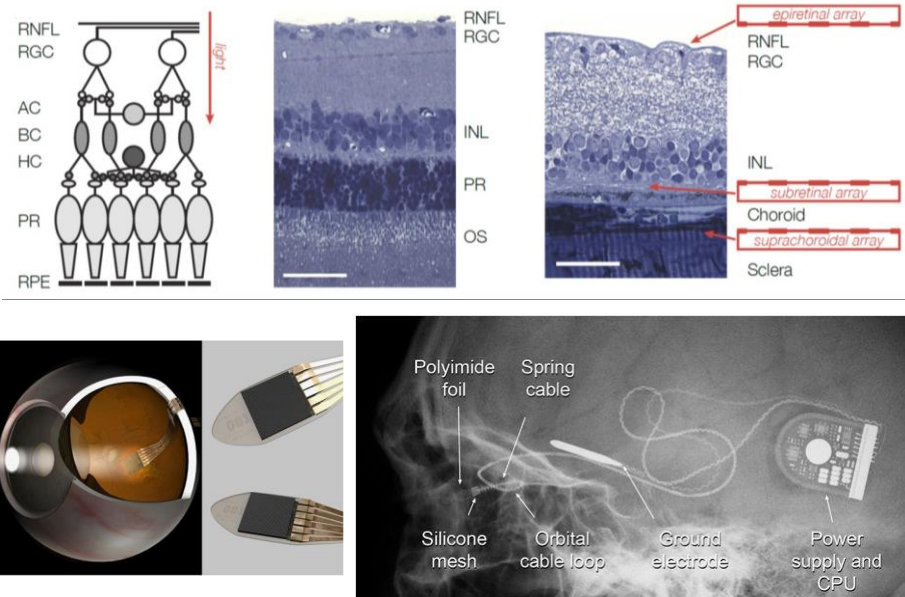 RNFL
RGC
AC
BC
HC
PR
RPE
light
RNFL
RGC
INL
PR
OS
epiretinal array
RNFL
RGC
INL
subretinal array
Choroid
suprachoroidal array
Sclera
Polyimide
foil
Spring
cable
Silicone
mesh
Orbital
cable loop
Ground
electrode
Power
supply and
CPU